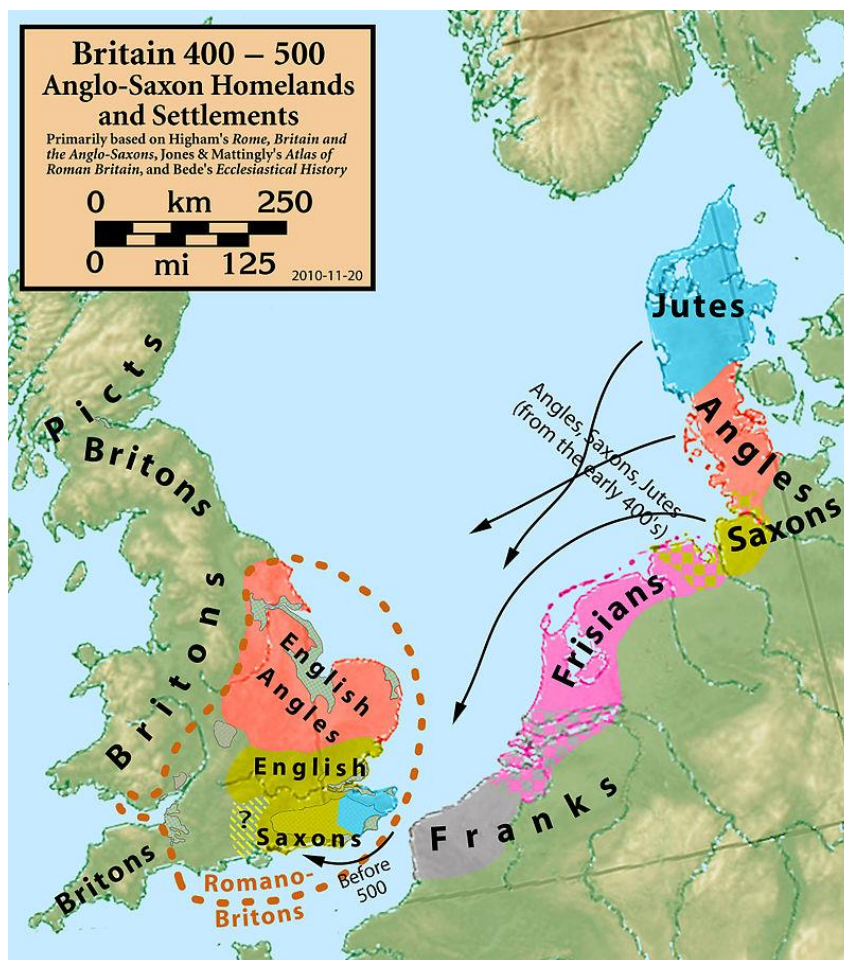 Britain 400 – 500
Anglo-Saxon Homelands
and Settlements
Primarily based on Higham's Rome, Britain and
the Anglo-Saxons, Jones & Mattingly's Atlas of
Roman Britain, and Bede's Ecclesiastical History
0 km 250
0 mi 125
2010-11-20
Jutes
Picts
Angles, Saxons, Jutes
(from the early 400's)
Angles
Britons
Saxons
Frisians
Britons
English
Angles
English
?
Saxons
Franks
Britons
Before
500
Romano-
Britons